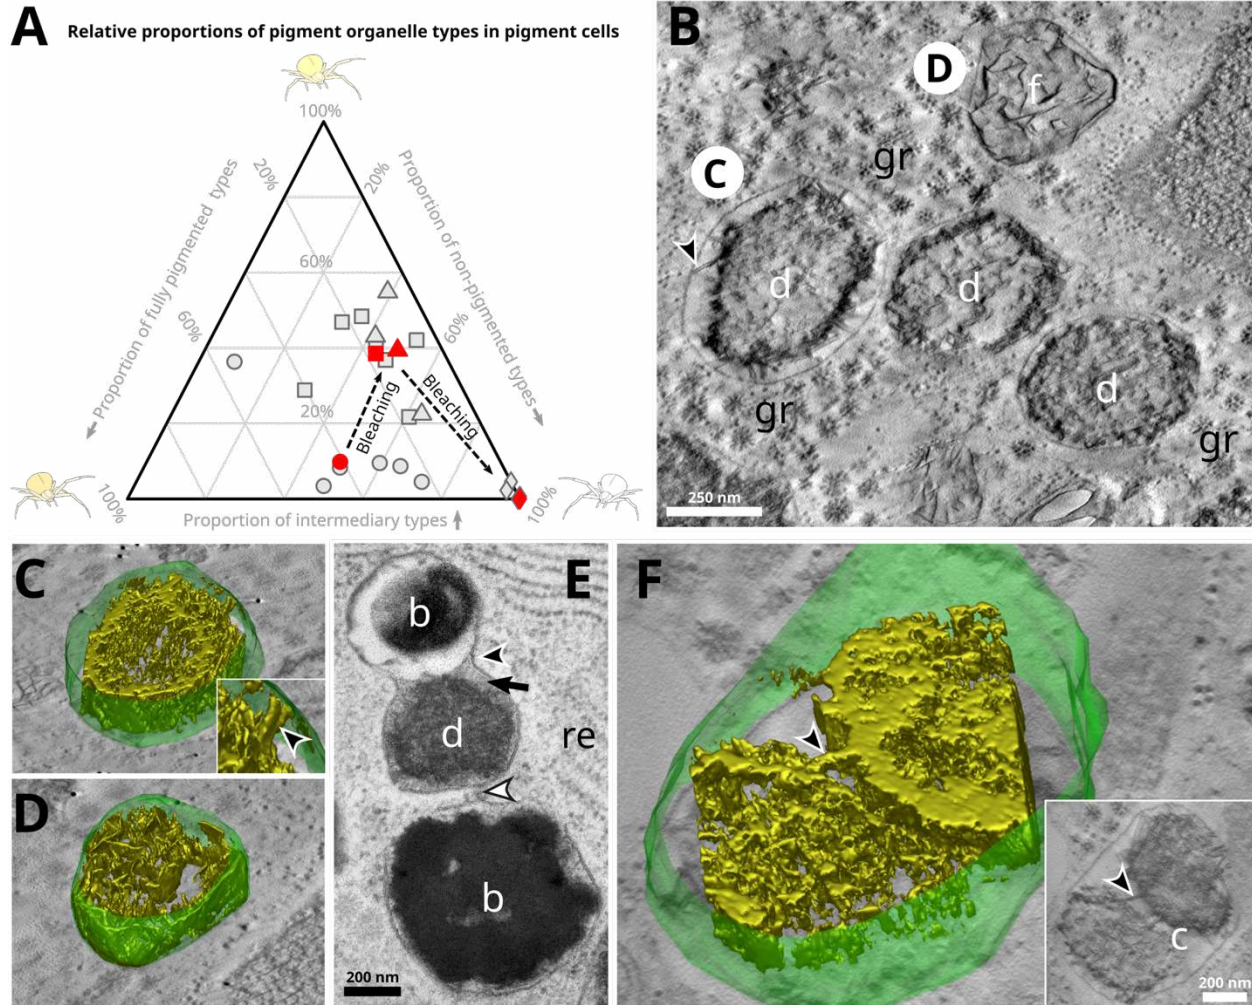 A
Relative proportions of pigment organelle types in pigment cells
100%
20%
20%
Proportion of fully pigmented types
Proportion of non-pigmented types
60%
60%
60%
20%
Bleaching
Bleaching
100%
100%
Proportion of intermediary types
B
D
f
gr
C
d
d
d
gr
gr
250 nm
C
D
E
b
d
re
b
200 nm
F
c
200 nm